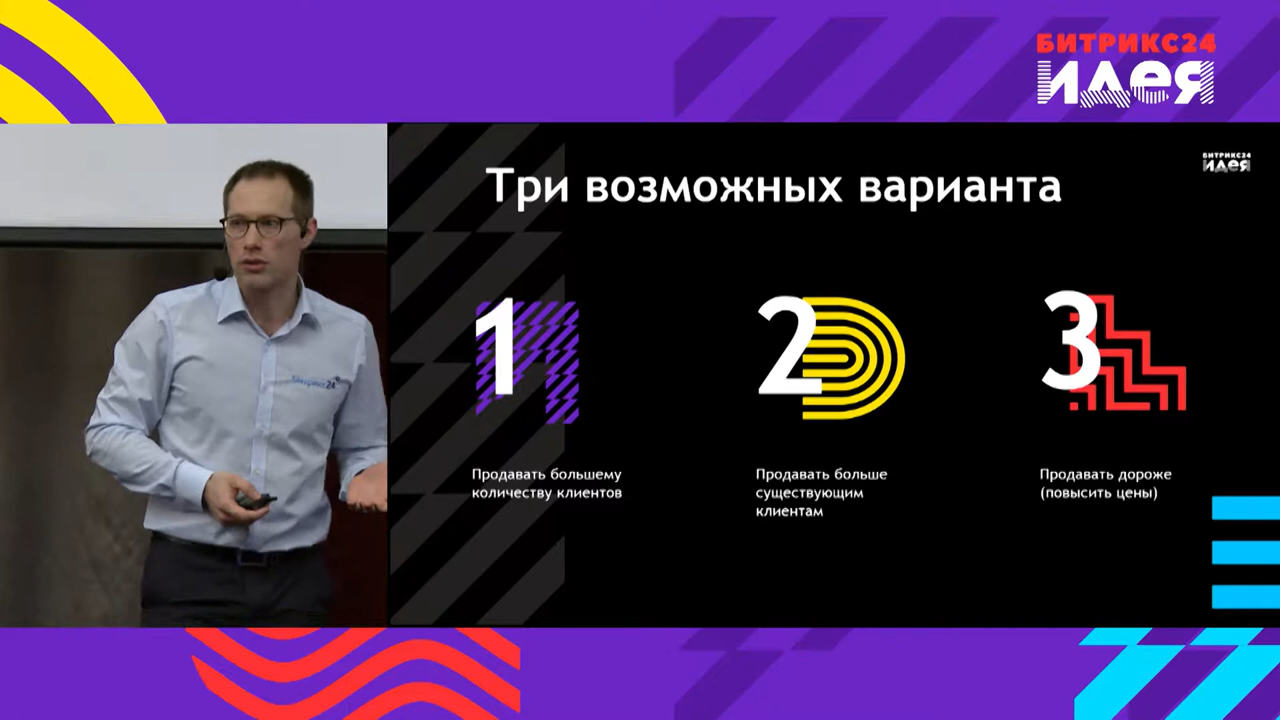 БИТРИКС24
идея
Три возможных варианта
БИТРИКС24
идея
1
2
3
Продавать большему
количеству клиентов
Продавать больше
существующим
клиентам
Продавать дороже
(повысить цены)
Битрикс24